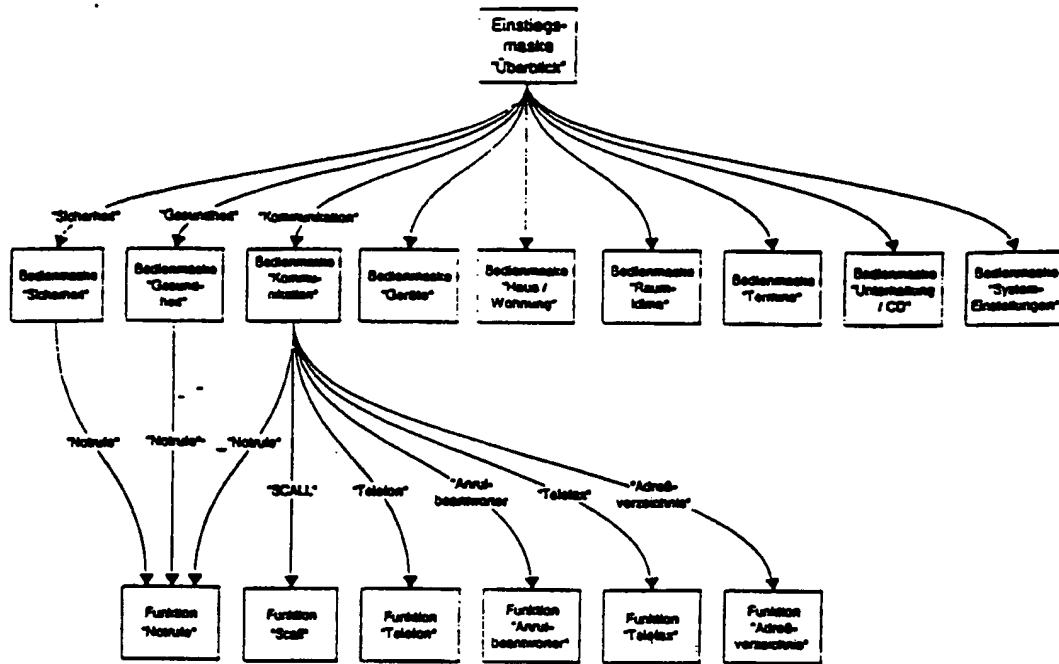 Einstiegs-
maske
"Überblick"
"Sicherheit"
"Gesundheit"
"Kommunikation"
Bedienmaske
"Sicherheit"
Bedienmaske
"Gesund-
heit"
Bedienmaske
"Kommu-
nikation"
Bedienmaske
"Geräte"
Bedienmaske
"Haus /
Wohnung"
Bedienmaske
"Raum-
klima"
Bedienmaske
"Termine"
Bedienmaske
"Unterhaltung
/ CD"
Bedienmaske
"System-
Einstellungen"
"Notrufe"
"Notrufe"
"Notrufe"
"SCALL"
"Telefon"
"Anruf-
beantworter
"Telefax"
"Adreß-
verzeichnis"
Funktion
"Notrufe"
Funktion
"Scall"
Funktion
"Telefon"
Funktion
"Anruf-
beantworter"
Funktion
"Telefax"
Funktion
"Adreß-
verzeichnis"